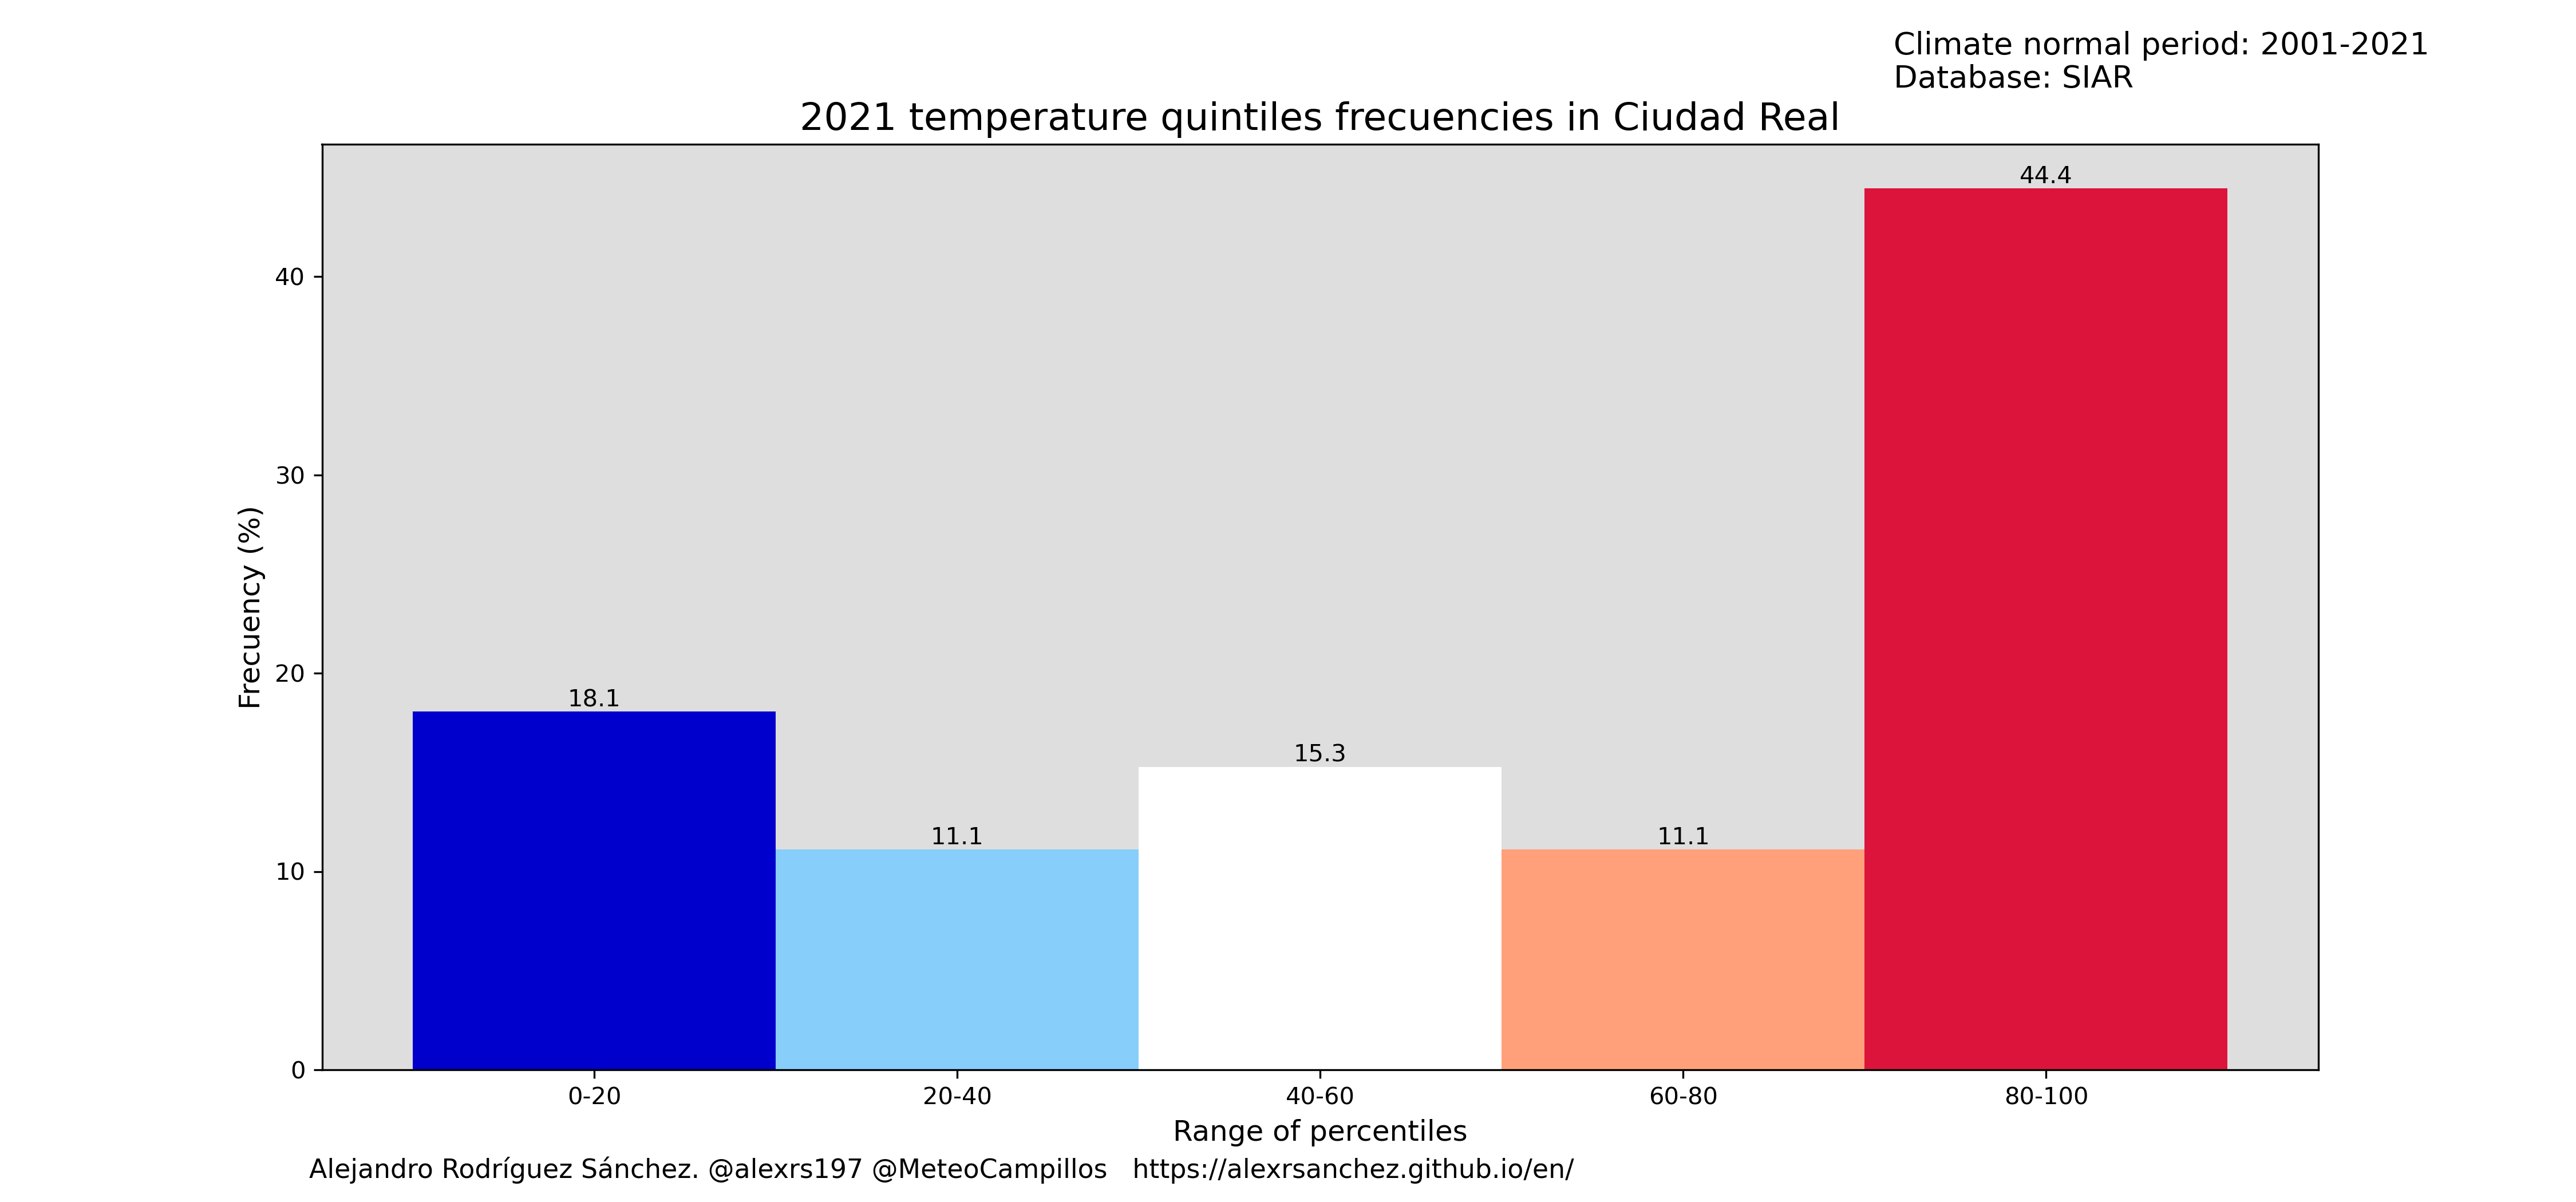 Climate normal period: 2001-2021
Database: SIAR
2021 temperature quintiles frecuencies in Ciudad Real
44.4
40
30
Frecuency (%)
20
18.1
15.3
11.1
11.1
10
0
0-20
20-40
40-60
60-80
80-100
Range of percentiles
Alejandro Rodríguez Sánchez. @alexrs197 @MeteoCampillos https://alexrsanchez.github.io/en/